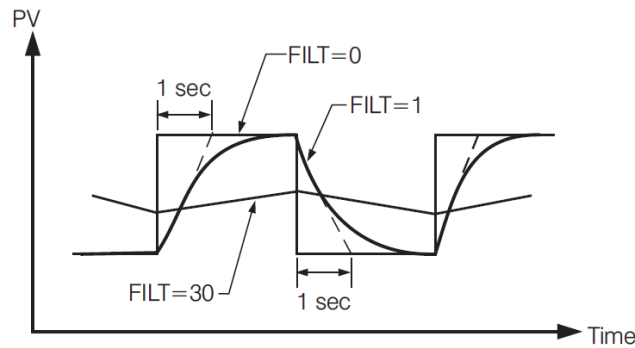 PV
FILT=0
1 sec
FILT=1
FILT=30
1 sec
Time